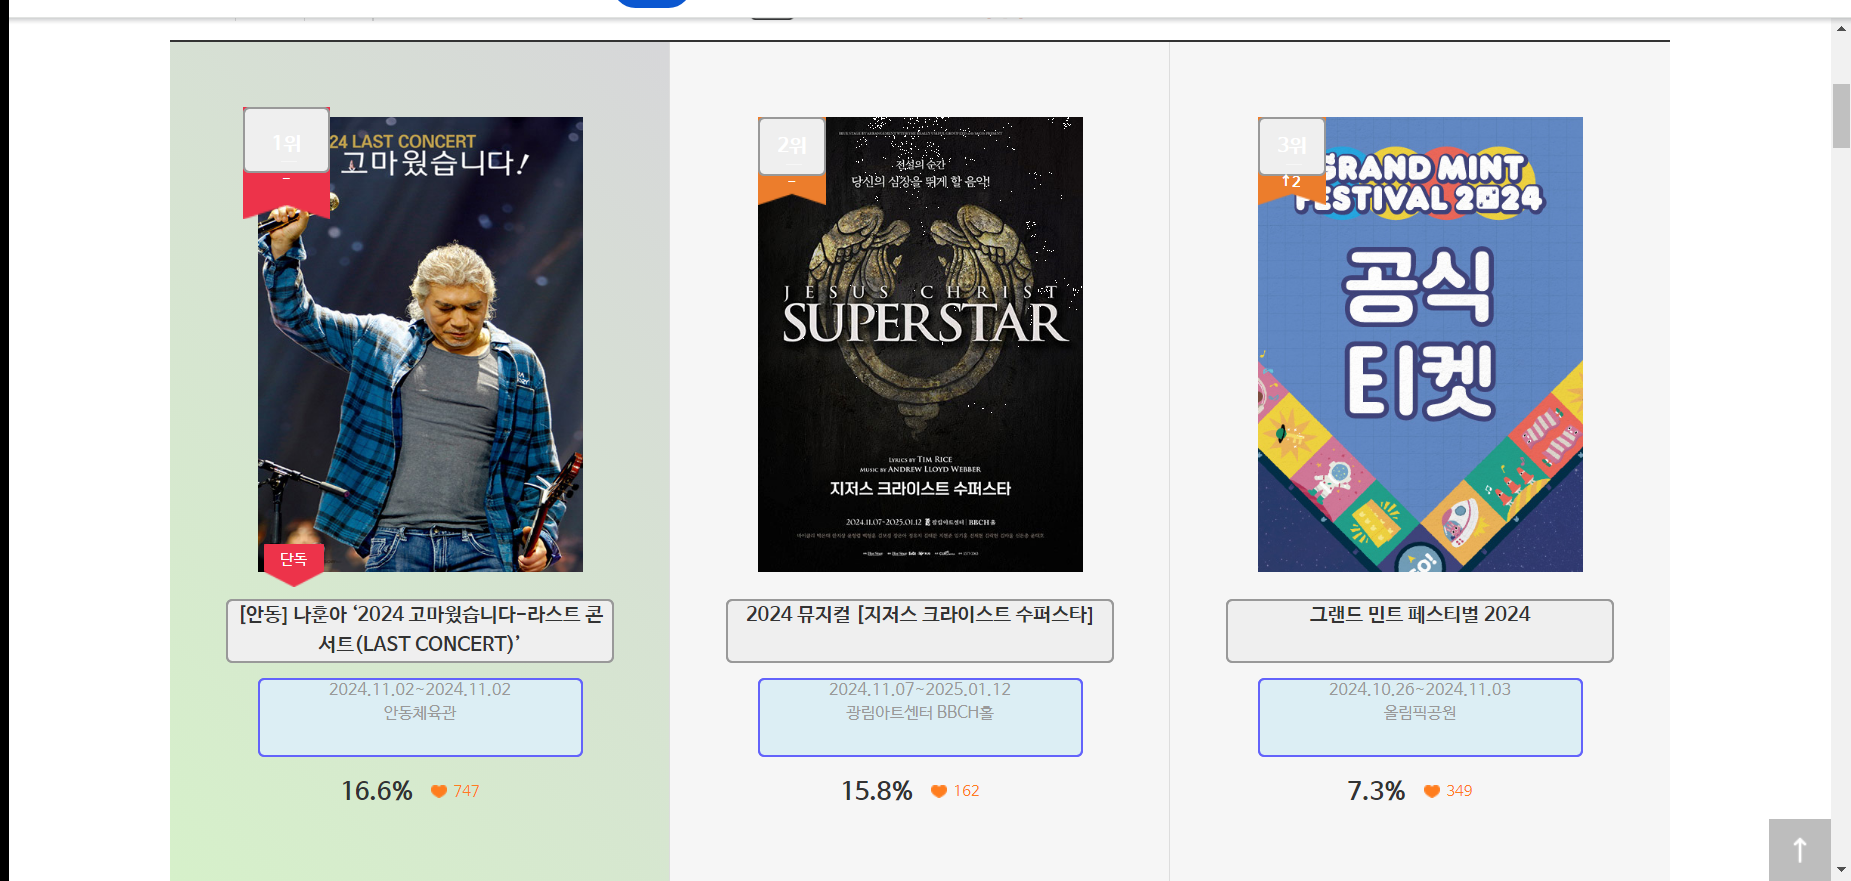 1위
–
24 LAST CONCERT
고마웠습니다!
단독
[안동] 나훈아 ‘2024 고마웠습니다-라스트 콘
서트(LAST CONCERT)’
2024.11.02~2024.11.02
안동체육관
16.6% 747
2위
–
전설의 순간
당신의 심장을 뛰게 할 음악!
JESUS CHRIST
SUPERSTAR
LYRICS BY TIM RICE
MUSIC BY ANDREW LLOYD WEBBER
지저스 크라이스트 수퍼스타
2024.11.07~2025.01.12 광림아트센터 BBCH홀
2024 뮤지컬 [지저스 크라이스트 수퍼스타]
2024.11.07~2025.01.12
광림아트센터 BBCH홀
15.8% 162
3위
↑2
GRAND MINT
FESTIVAL 2024
공식
티켓
GO!
그랜드 민트 페스티벌 2024
2024.10.26~2024.11.03
올림픽공원
7.3% 349
↑